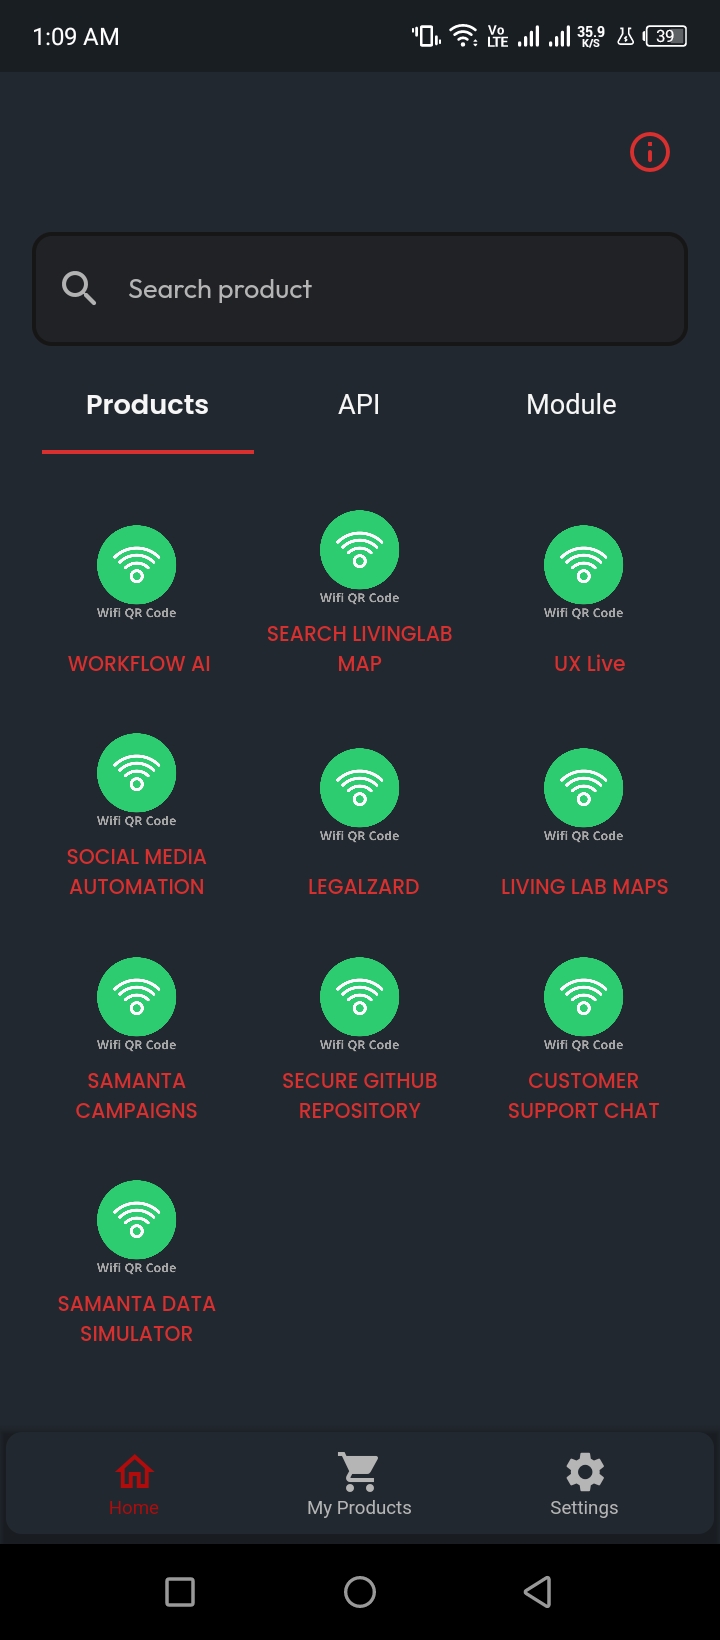 1:09 AM
Vo LTE
35.9 K/S
39
Search product
Products
API
Module
Wifi QR Code
WORKFLOW AI
Wifi QR Code
SEARCH LIVINGLAB
MAP
Wifi QR Code
UX Live
Wifi QR Code
SOCIAL MEDIA
AUTOMATION
Wifi QR Code
LEGALZARD
Wifi QR Code
LIVING LAB MAPS
Wifi QR Code
SAMANTA
CAMPAIGNS
Wifi QR Code
SECURE GITHUB
REPOSITORY
Wifi QR Code
CUSTOMER
SUPPORT CHAT
Wifi QR Code
SAMANTA DATA
SIMULATOR
Home
My Products
Settings